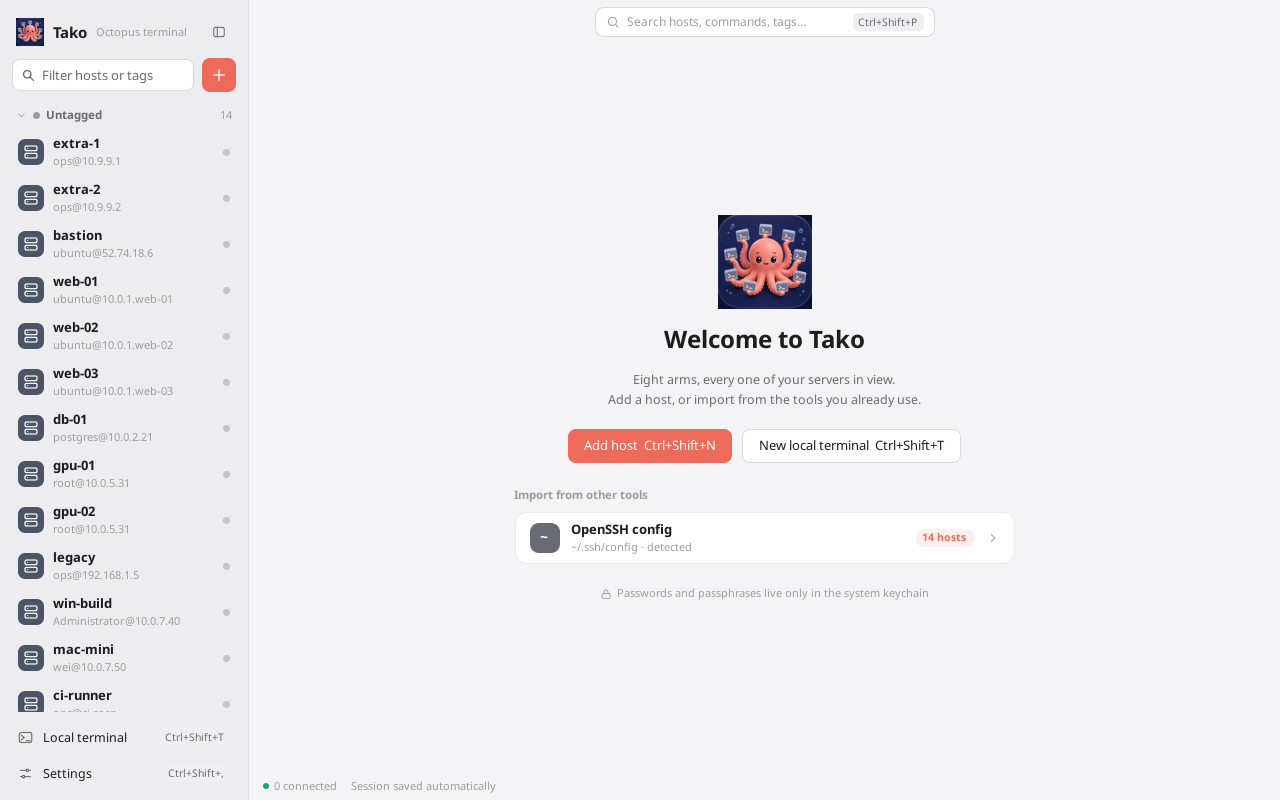 Tako Octopus terminal
Filter hosts or tags
Untagged 14
extra-1
ops@10.9.9.1
extra-2
ops@10.9.9.2
bastion
ubuntu@52.74.18.6
web-01
ubuntu@10.0.1.web-01
web-02
ubuntu@10.0.1.web-02
web-03
ubuntu@10.0.1.web-03
db-01
postgres@10.0.2.21
gpu-01
root@10.0.5.31
gpu-02
root@10.0.5.31
legacy
ops@192.168.1.5
win-build
Administrator@10.0.7.40
mac-mini
wei@10.0.7.50
ci-runner
Local terminal Ctrl+Shift+T
Settings Ctrl+Shift+,
Search hosts, commands, tags... Ctrl+Shift+P
Welcome to Tako
Eight arms, every one of your servers in view.
Add a host, or import from the tools you already use.
Add host Ctrl+Shift+N
New local terminal Ctrl+Shift+T
Import from other tools
~ OpenSSH config
~/.ssh/config · detected
14 hosts
Passwords and passphrases live only in the system keychain
0 connected Session saved automatically